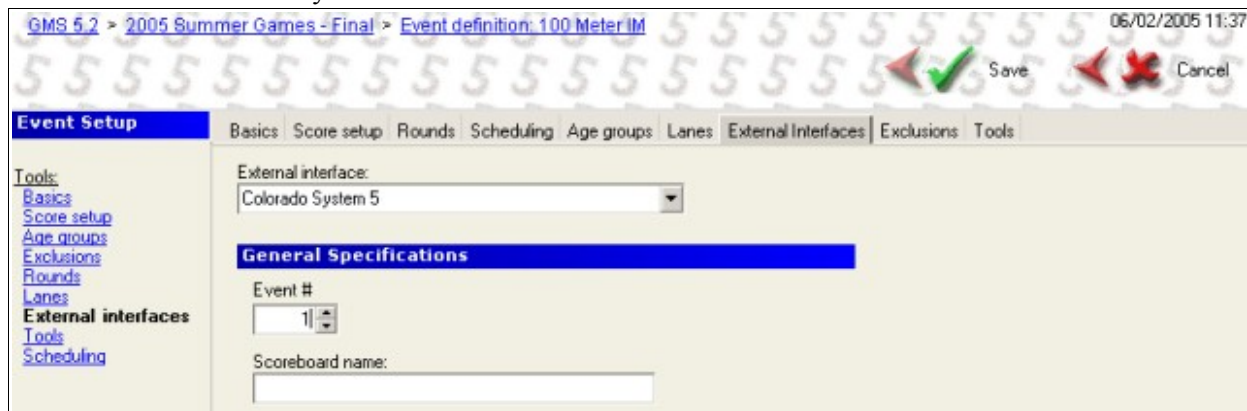 GMS 5.2 > 2005 Summer Games - Final > Event definition: 100 Meter IM
06/02/2005 11:37
Save
Cancel
Event Setup
Basics Score setup Rounds Scheduling Age groups Lanes External Interfaces Exclusions Tools
Tools:
Basics
Score setup
Age groups
Exclusions
Rounds
Lanes
External interfaces
Tools
Scheduling
External interface:
Colorado System 5
General Specifications
Event #
1
Scoreboard name: